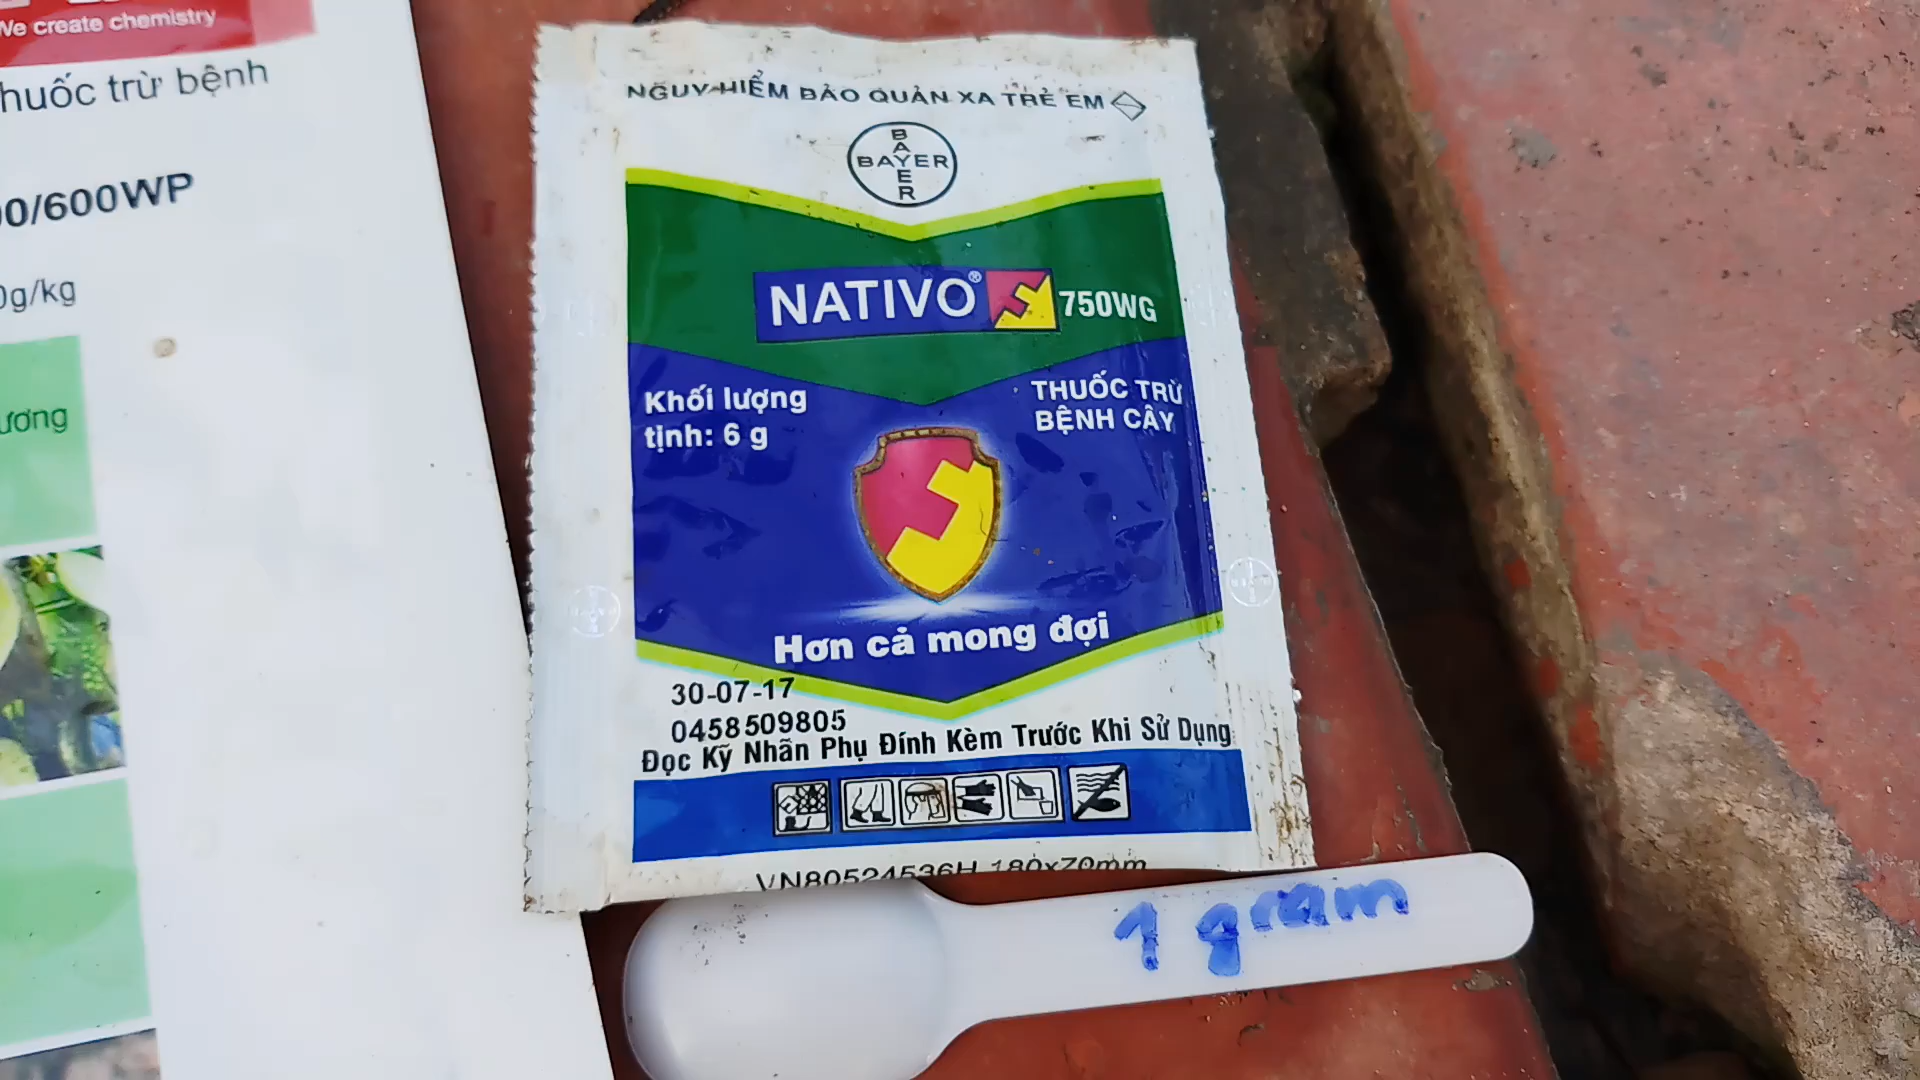 We create chemistry
huốc trừ bệnh
00/600WP
0g/kg
ương
NGUY HIỂM BẢO QUẢN XA TRẺ EM
BAYER
BAYER
NATIVO® 750WG
Khối lượng
tịnh: 6 g
THUỐC TRỪ
BỆNH CÂY
Hơn cả mong đợi
30-07-17
0458509805
Đọc Kỹ Nhãn Phụ Đính Kèm Trước Khi Sử Dụng
VN80524536H 180x70mm
1 gram